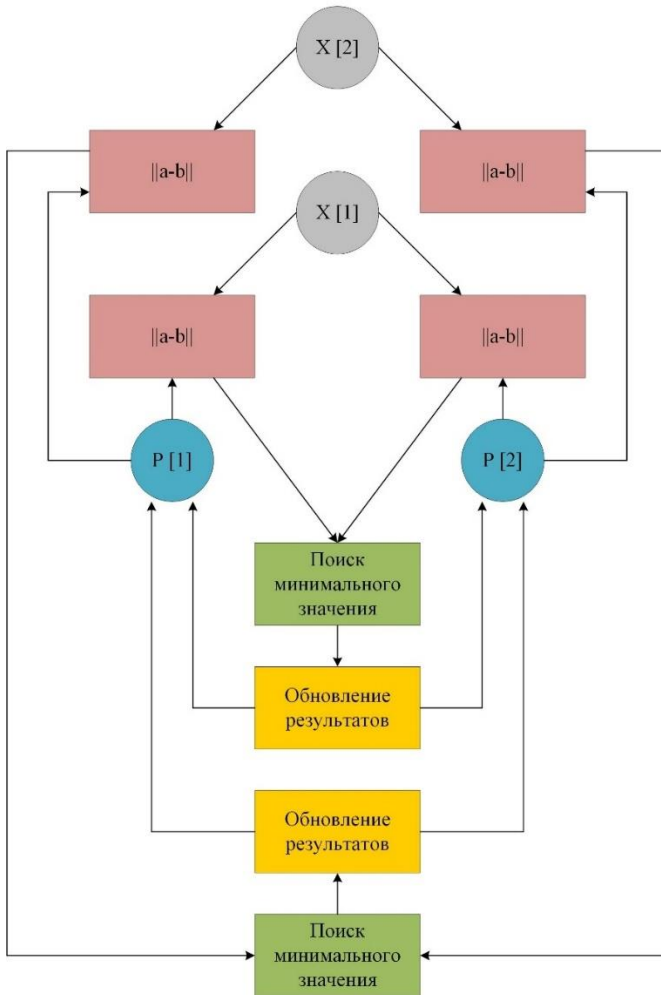 X [2]
||a-b||
||a-b||
X [1]
||a-b||
||a-b||
P [1]
P [2]
Поиск
минимального
значения
Обновление
результатов
Обновление
результатов
Поиск
минимального
значения